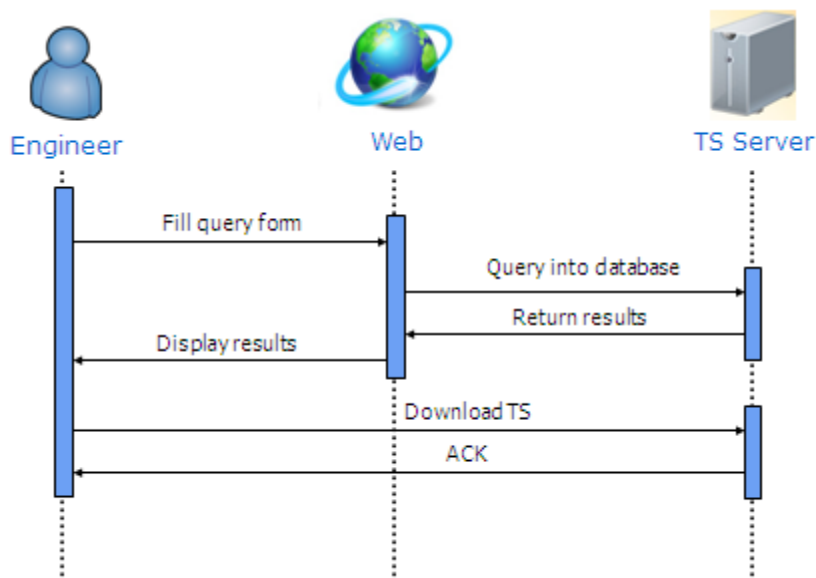 Engineer
Web
TS Server
Fill query form
Query into database
Return results
Display results
Download TS
ACK